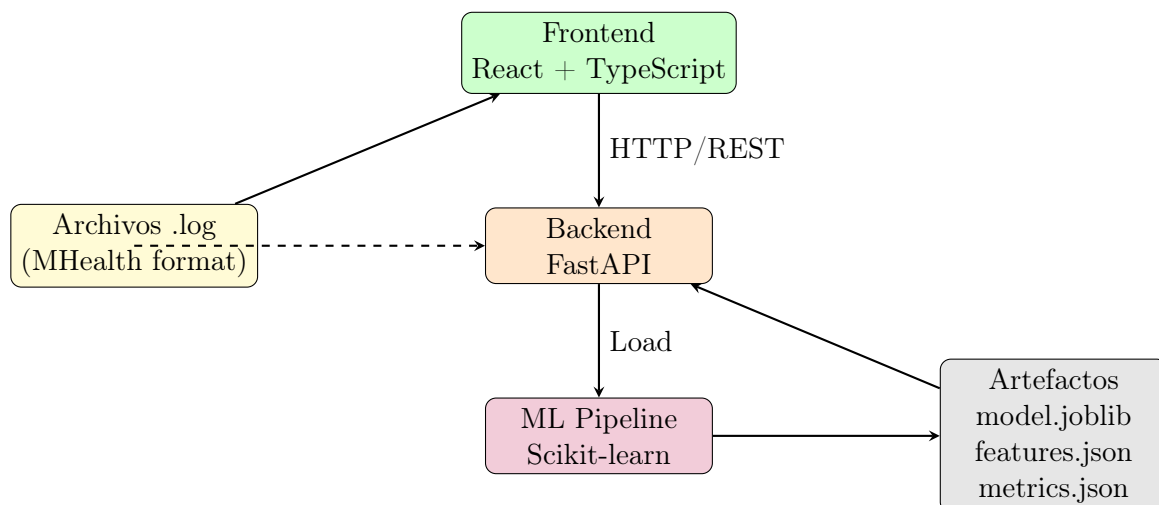 Frontend
React + TypeScript
HTTP/REST
Archivos .log
(MHealth format)
Backend
FastAPI
Load
ML Pipeline
Scikit-learn
Artefactos
model.joblib
features.json
metrics.json